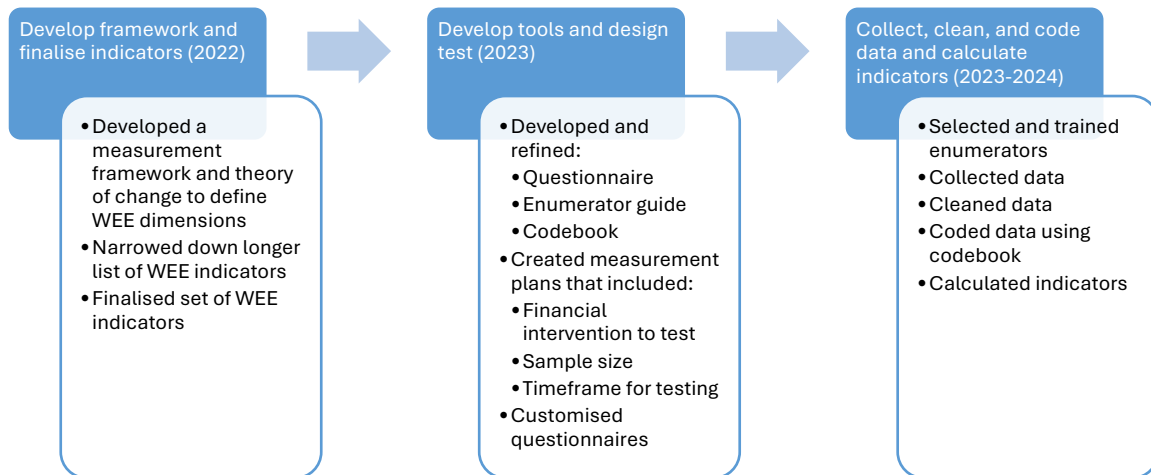 Develop framework and
finalise indicators (2022)
•Developed a
measurement
framework and theory
of change to define
WEE dimensions
•Narrowed down longer
list of WEE indicators
•Finalised set of WEE
indicators
Develop tools and design
test (2023)
•Developed and
refined:
•Questionnaire
•Enumerator guide
•Codebook
•Created measurement
plans that included:
•Financial
intervention to test
•Sample size
•Timeframe for testing
•Customised
questionnaires
Collect, clean, and code
data and calculate
indicators (2023-2024)
•Selected and trained
enumerators
•Collected data
•Cleaned data
•Coded data using
codebook
•Calculated indicators